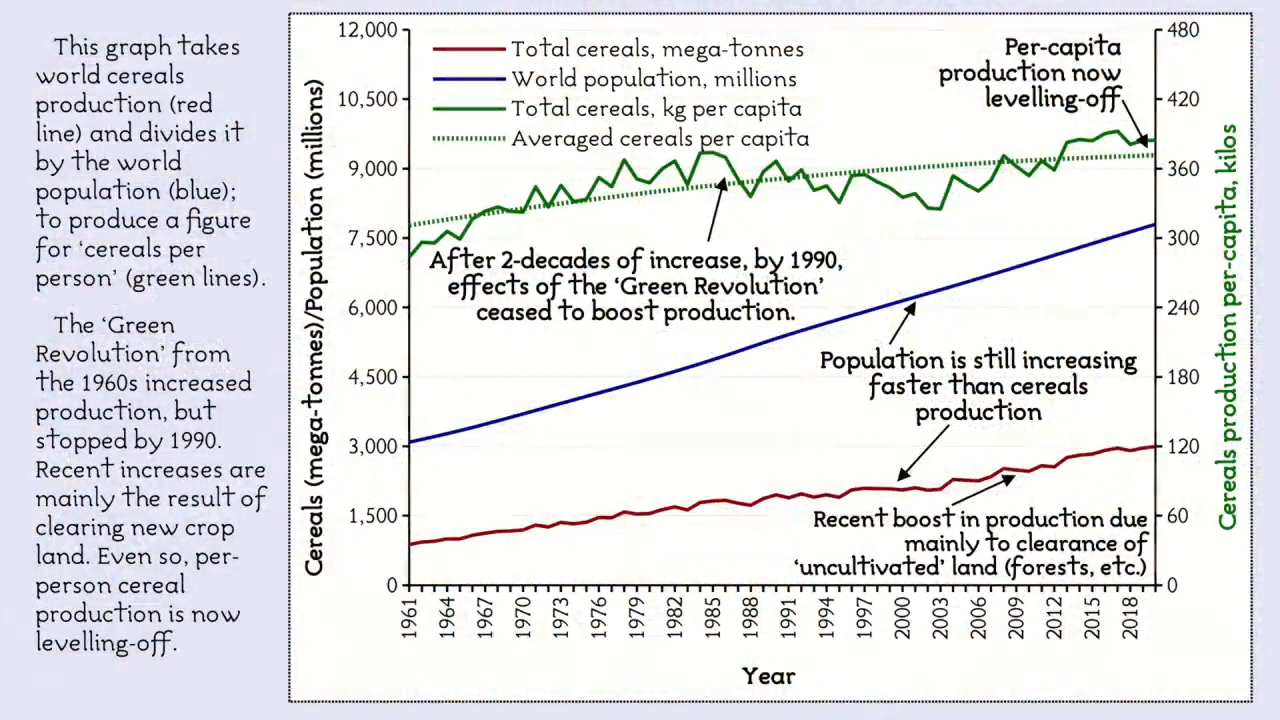 This graph takes
world cereals
production (red
line) and divides it
by the world
population (blue);
to produce a figure
for ‘cereals per
person’ (green lines).
The ‘Green
Revolution’ from
the 1960s increased
production, but
stopped by 1990.
Recent increases are
mainly the result of
clearing new crop
land. Even so, per-
person cereal
production is now
levelling-off.
Cereals (mega-tonnes)/Population (millions)
12,000
10,500
9,000
7,500
6,000
4,500
3,000
1,500
0
Total cereals, mega-tonnes
World population, millions
Total cereals, kg per capita
Averaged cereals per capita
Per-capita
production now
levelling-off
After 2-decades of increase, by 1990,
effects of the ‘Green Revolution’
ceased to boost production.
Population is still increasing
faster than cereals
production
Recent boost in production due
mainly to clearance of
‘uncultivated’ land (forests, etc.)
480
420
360
300
240
180
120
60
0
Cereals production per-capita, kilos
1961 1964 1967 1970 1973 1976 1979 1982 1985 1988 1991 1994 1997 2000 2003 2006 2009 2012 2015 2018
Year